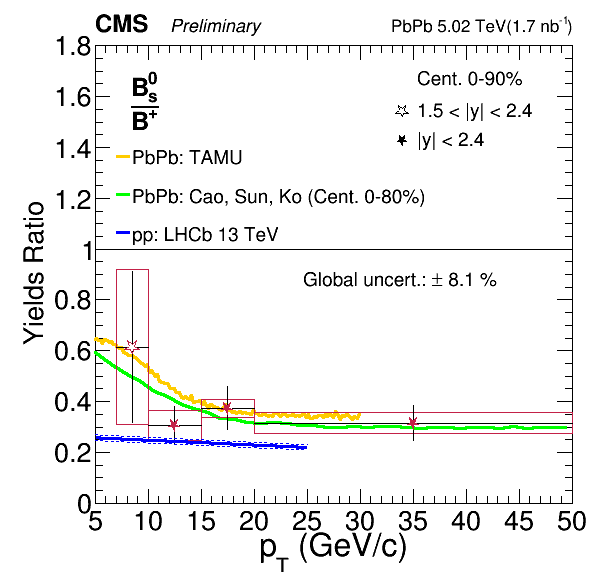 CMS Preliminary PbPb 5.02 TeV(1.7 nb⁻¹)
1.8
1.6
1.4
1.2
1
0.8
0.6
0.4
0.2
0
Yields Ratio
B⁰ₛ
B⁺
PbPb: TAMU
PbPb: Cao, Sun, Ko (Cent. 0-80%)
pp: LHCb 13 TeV
Cent. 0-90%
1.5 < |y| < 2.4
|y| < 2.4
Global uncert.: ± 8.1 %
5 10 15 20 25 30 35 40 45 50
p_T (GeV/c)